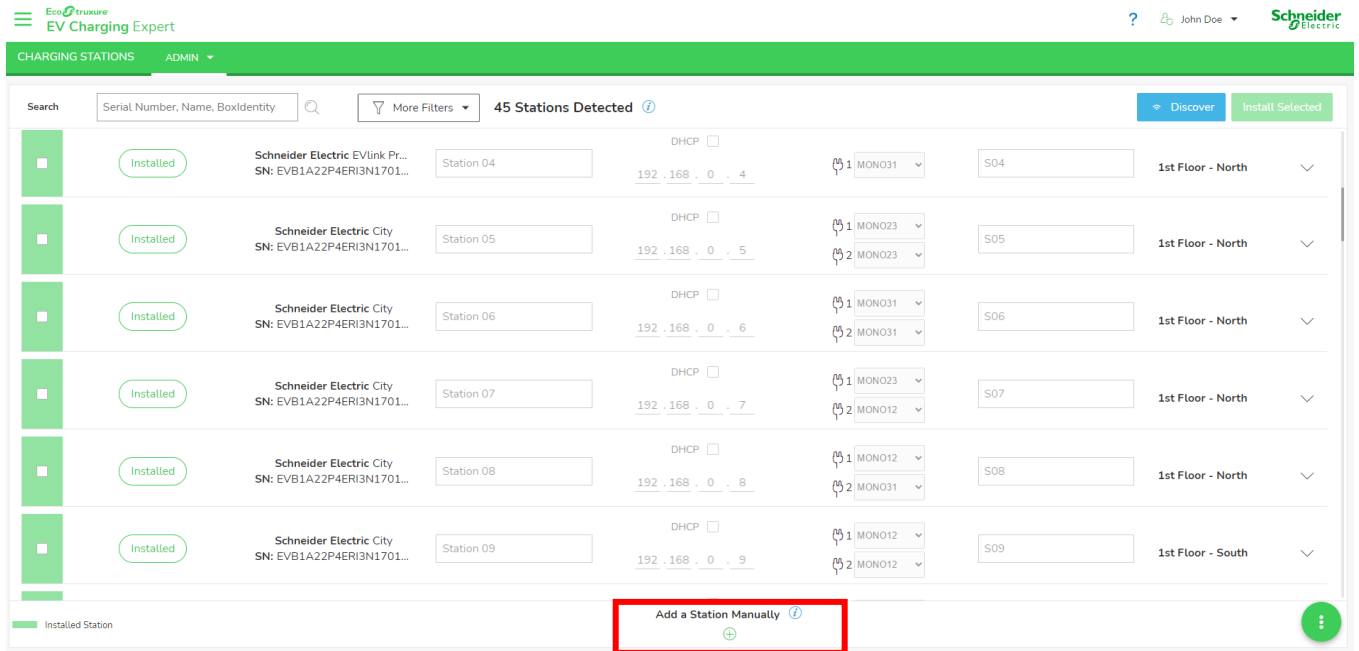 EcoStruxure
EV Charging Expert
? John Doe
Schneider Electric
CHARGING STATIONS ADMIN
Search Serial Number, Name, BoxIdentity More Filters 45 Stations Detected i Discover Install Selected
DHCP
Installed Schneider Electric EVlink Pr... Station 04 1 MONO31 S04 1st Floor - North
SN: EVB1A22P4ERI3N1701... 192 . 168 . 0 . 4
DHCP
Installed Schneider Electric City Station 05 1 MONO23 S05 1st Floor - North
SN: EVB1A22P4ERI3N1701... 192 . 168 . 0 . 5 2 MONO23
DHCP
Installed Schneider Electric City Station 06 1 MONO31 S06 1st Floor - North
SN: EVB1A22P4ERI3N1701... 192 . 168 . 0 . 6 2 MONO31
DHCP
Installed Schneider Electric City Station 07 1 MONO23 S07 1st Floor - North
SN: EVB1A22P4ERI3N1701... 192 . 168 . 0 . 7 2 MONO12
DHCP
Installed Schneider Electric City Station 08 1 MONO12 S08 1st Floor - North
SN: EVB1A22P4ERI3N1701... 192 . 168 . 0 . 8 2 MONO31
DHCP
Installed Schneider Electric City Station 09 1 MONO12 S09 1st Floor - South
SN: EVB1A22P4ERI3N1701... 192 . 168 . 0 . 9 2 MONO12
Installed Station Add a Station Manually i